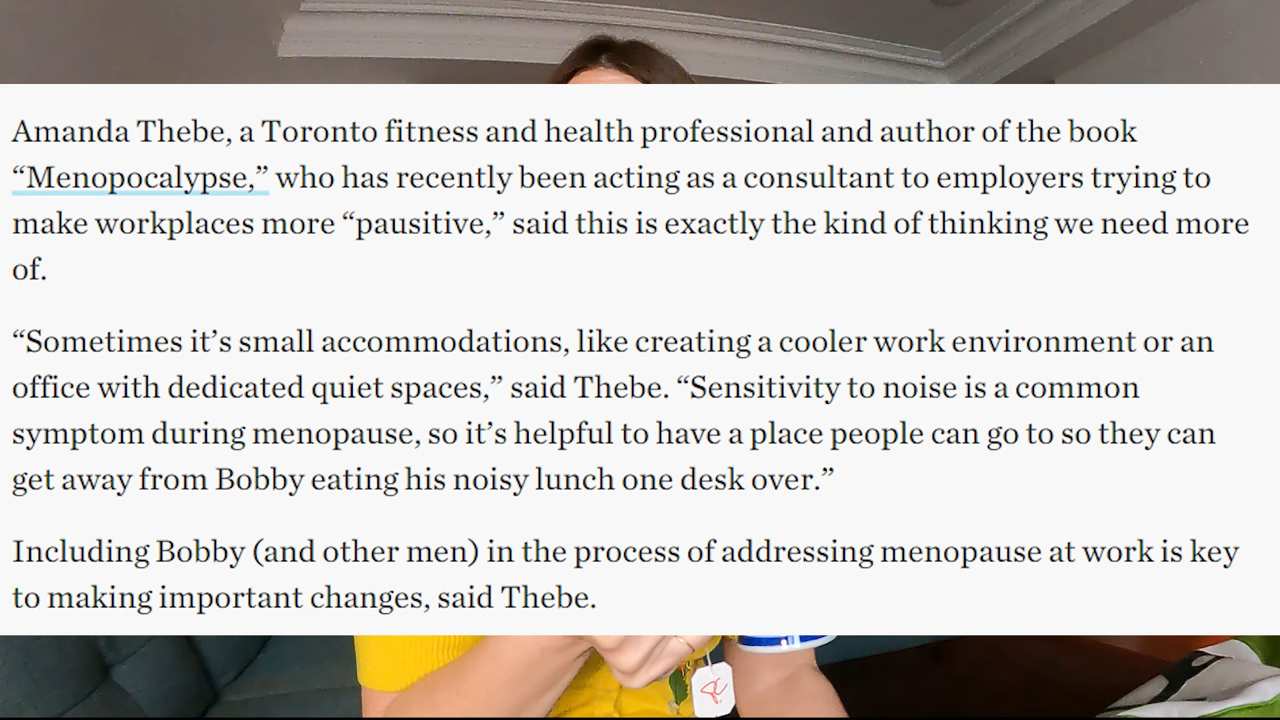 Amanda Thebe, a Toronto fitness and health professional and author of the book
“Menopocalypse,” who has recently been acting as a consultant to employers trying to
make workplaces more “pausitive,” said this is exactly the kind of thinking we need more
of.
“Sometimes it’s small accommodations, like creating a cooler work environment or an
office with dedicated quiet spaces,” said Thebe. “Sensitivity to noise is a common
symptom during menopause, so it’s helpful to have a place people can go to so they can
get away from Bobby eating his noisy lunch one desk over.”
Including Bobby (and other men) in the process of addressing menopause at work is key
to making important changes, said Thebe.